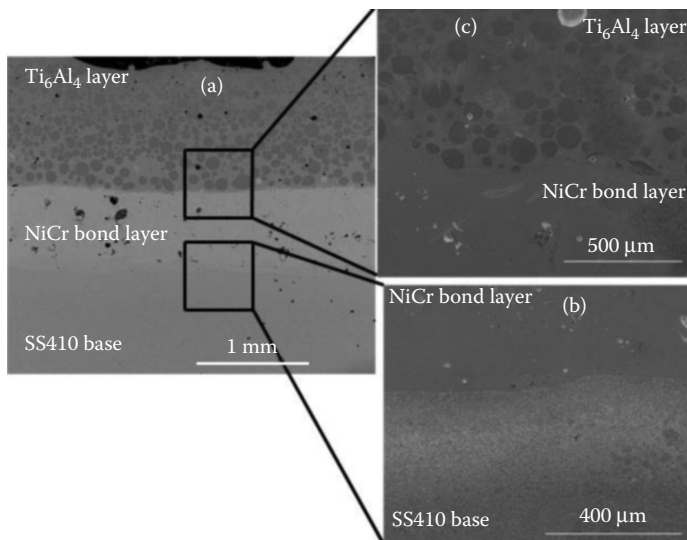 Ti₆Al₄ layer
(a)
NiCr bond layer
SS410 base
1 mm
(c)
Ti₆Al₄ layer
NiCr bond layer
500 μm
NiCr bond layer
(b)
SS410 base
400 μm